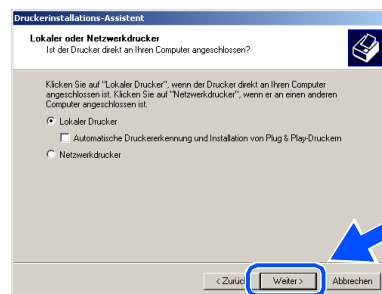 Druckerinstallations-Assistent
Lokaler oder Netzwerkdrucker
Ist der Drucker direkt an Ihren Computer angeschlossen?
Klicken Sie auf "Lokaler Drucker", wenn der Drucker direkt an Ihren Computer
angeschlossen ist. Klicken Sie auf "Netzwerkdrucker", wenn er an einen anderen
Computer angeschlossen ist.
Lokaler Drucker
Automatische Druckererkennung und Installation von Plug & Play-Druckern
Netzwerkdrucker
< Zurück Weiter > Abbrechen